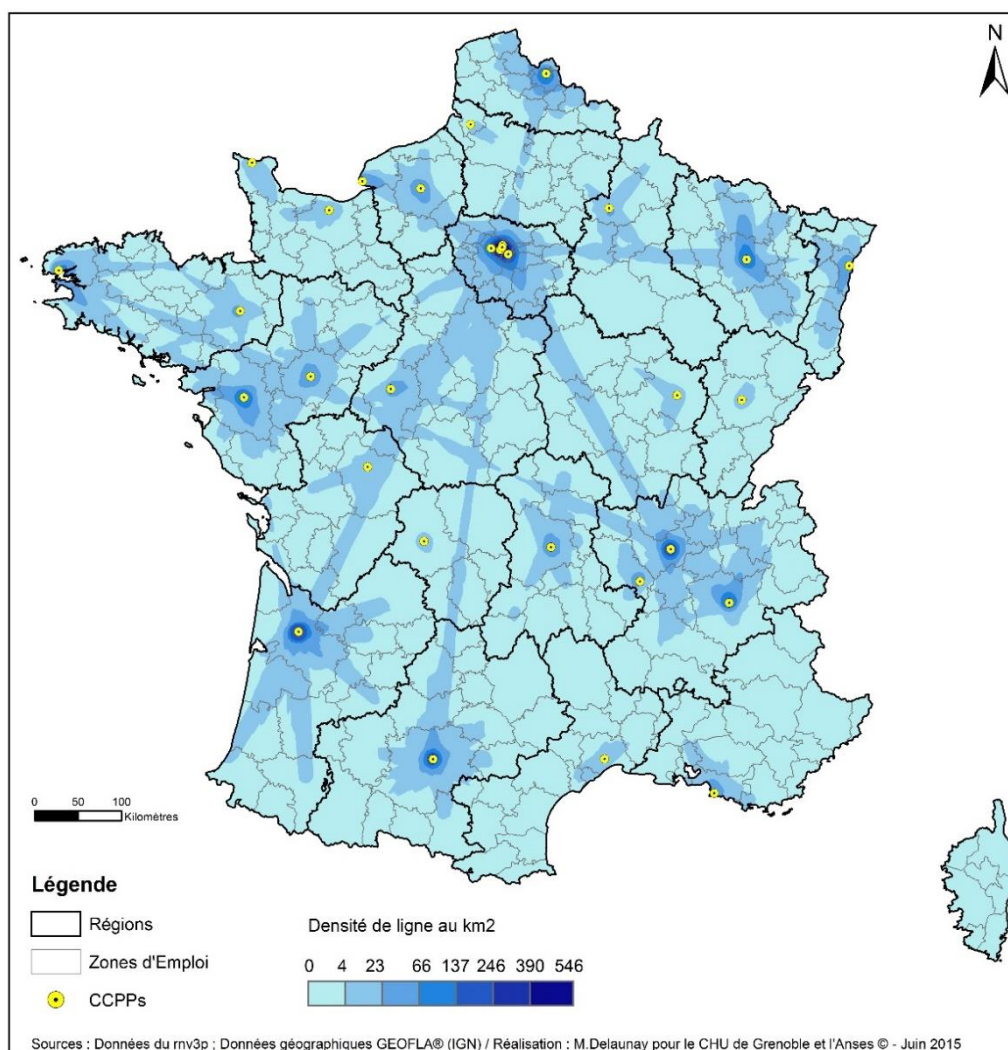 N
0 50 100
Kilomètres
Légende
Régions
Zones d'Emploi
CCPPs
Densité de ligne au km2
0 4 23 66 137 246 390 546
Sources : Données du rnv3p ; Données géographiques GEOFLA® (IGN) / Réalisation : M.Delaunay pour le CHU de Grenoble et l'Anses © - Juin 2015